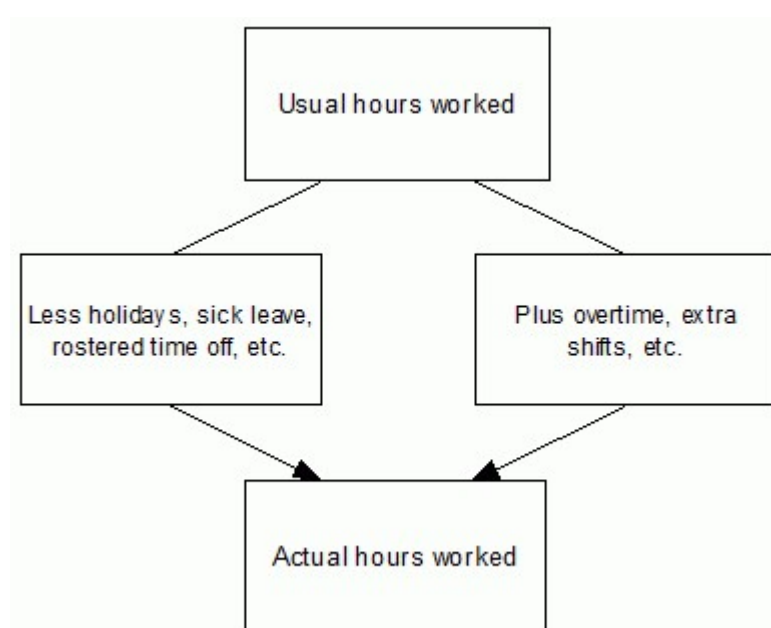 Usual hours worked
Less holidays, sick leave,
rostered time off, etc.
Plus overtime, extra
shifts, etc.
Actual hours worked